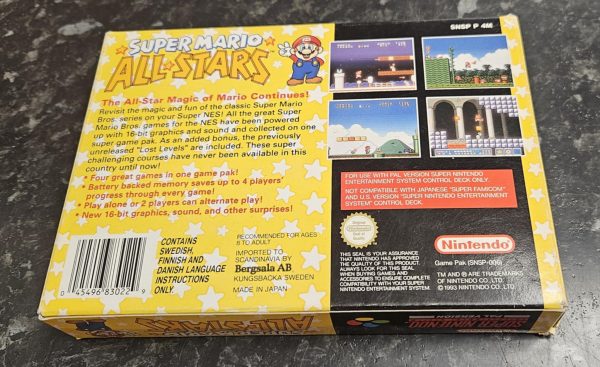 SUPER MARIO
ALL★STARS
The All-Star Magic of Mario Continues!
Revisit the magic and fun of the classic Super Mario
Bros. series on your Super NES! All the great Super
Mario Bros. games for the NES have been powered
up with 16-bit graphics and sound and collected on one
super game pak. As an added bonus, the previously
unreleased "Lost Levels" are included. These super
challenging courses have never been available in this
country until now!
• Four great games in one game pak!
• Battery backed memory saves up to 4 players'
progress through every game!
• Play alone or 2 players can alternate play!
• New 16-bit graphics, sound, and other surprises!
0 45496 83022 9
CONTAINS
SWEDISH,
FINNISH AND
DANISH LANGUAGE
INSTRUCTIONS
ONLY.
RECOMMENDED FOR AGES
6 TO ADULT
IMPORTED TO
SCANDINAVIA BY
Bergsala AB
KUNGSBACKA SWEDEN
MADE IN JAPAN
SNSP P 4M
FOR USE WITH PAL VERSION SUPER NINTENDO
ENTERTAINMENT SYSTEM CONTROL DECK ONLY.
NOT COMPATIBLE WITH JAPANESE "SUPER FAMICOM"
AND U.S. VERSION "SUPER NINTENDO ENTERTAINMENT
SYSTEM" CONTROL DECK.
THIS SEAL IS YOUR ASSURANCE
THAT NINTENDO HAS APPROVED
THE QUALITY OF THIS PRODUCT.
ALWAYS LOOK FOR THIS SEAL
WHEN BUYING GAMES AND
ACCESSORIES TO ENSURE COMPLETE
COMPATIBILITY WITH YOUR SUPER
NINTENDO ENTERTAINMENT SYSTEM
Nintendo
Game Pak (SNSP-006)
TM AND ® ARE TRADEMARKS
OF NINTENDO CO., LTD.
© 1993 NINTENDO CO., LTD.
ALL★STARS
SUPER NINTENDO
PAL VERSION